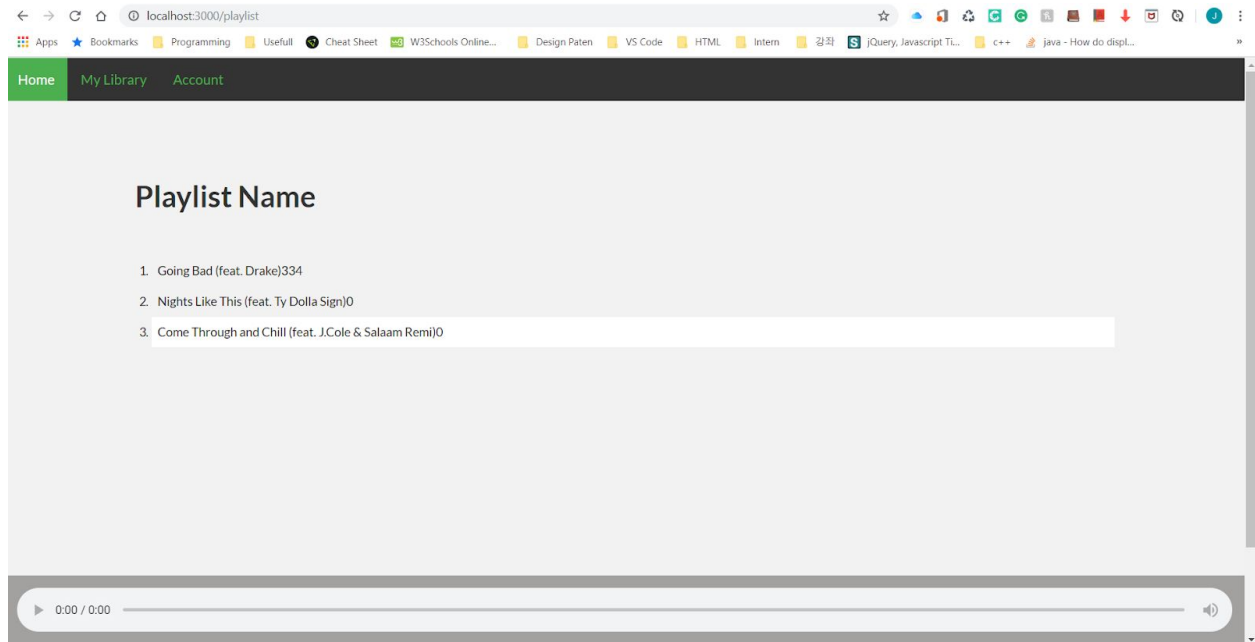 localhost:3000/playlist
Apps Bookmarks Programming Usefull Cheat Sheet W3Schools Online... Design Paten VS Code HTML Intern 강좌 jQuery, Javascript Ti... c++ java - How do displ... »
Home My Library Account
Playlist Name
1. Going Bad (feat. Drake)334
2. Nights Like This (feat. Ty Dolla Sign)0
3. Come Through and Chill (feat. J.Cole & Salaam Remi)0
0:00 / 0:00